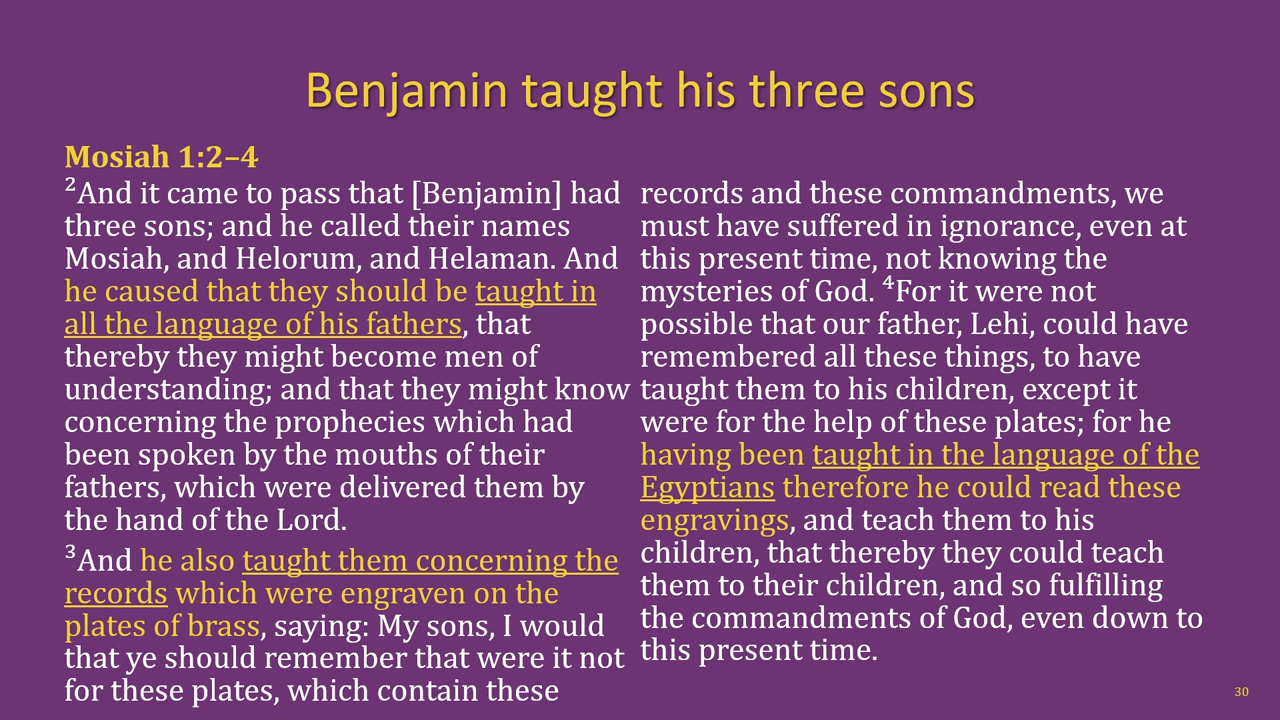 Benjamin taught his three sons
Mosiah 1:2–4
²And it came to pass that [Benjamin] had
three sons; and he called their names
Mosiah, and Helorum, and Helaman. And
he caused that they should be taught in
all the language of his fathers, that
thereby they might become men of
understanding; and that they might know
concerning the prophecies which had
been spoken by the mouths of their
fathers, which were delivered them by
the hand of the Lord.
³And he also taught them concerning the
records which were engraven on the
plates of brass, saying: My sons, I would
that ye should remember that were it not
for these plates, which contain these
records and these commandments, we
must have suffered in ignorance, even at
this present time, not knowing the
mysteries of God. ⁴For it were not
possible that our father, Lehi, could have
remembered all these things, to have
taught them to his children, except it
were for the help of these plates; for he
having been taught in the language of the
Egyptians therefore he could read these
engravings, and teach them to his
children, that thereby they could teach
them to their children, and so fulfilling
the commandments of God, even down to
this present time.
30